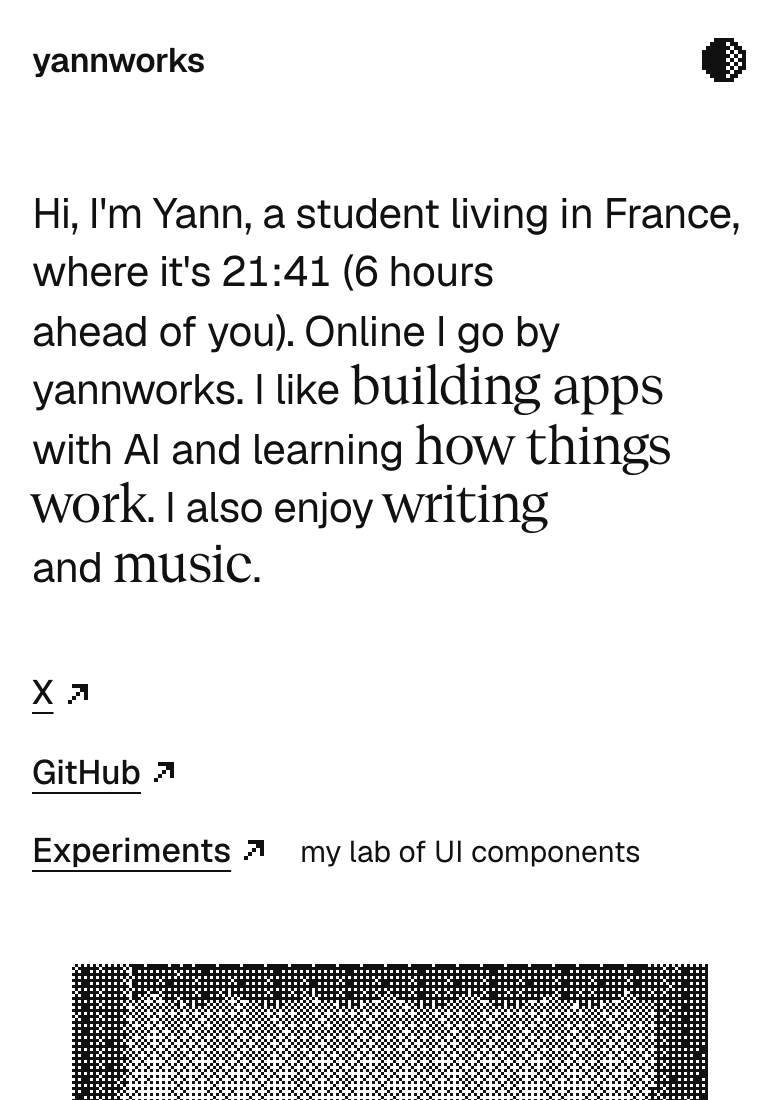 yannworks
Hi, I'm Yann, a student living in France,
where it's 21:41 (6 hours
ahead of you). Online I go by
yannworks. I like building apps
with AI and learning how things
work. I also enjoy writing
and music.
X
GitHub
Experiments my lab of UI components